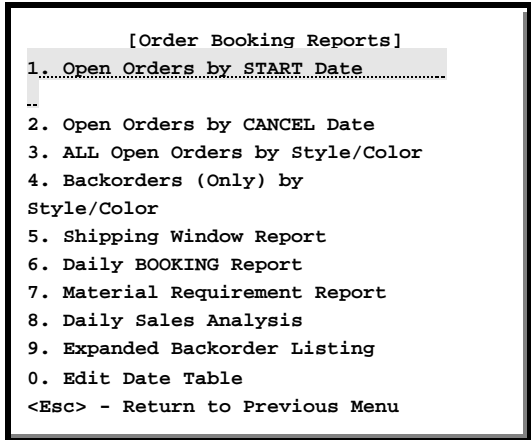 [Order Booking Reports]
1. Open Orders by START Date
2. Open Orders by CANCEL Date
3. ALL Open Orders by Style/Color
4. Backorders (Only) by
Style/Color
5. Shipping Window Report
6. Daily BOOKING Report
7. Material Requirement Report
8. Daily Sales Analysis
9. Expanded Backorder Listing
0. Edit Date Table
<Esc> - Return to Previous Menu